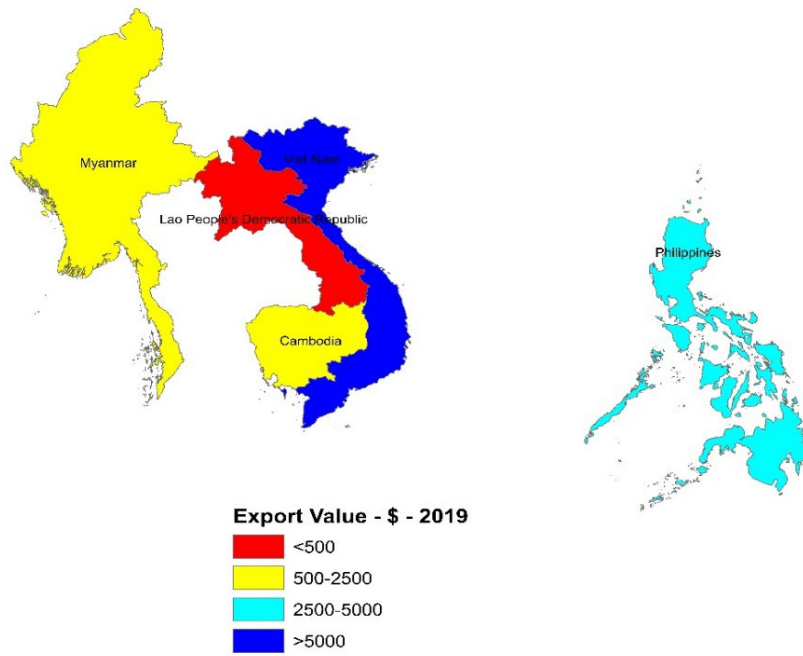 Myanmar
Viet Nam
Lao People's Democratic Republic
Philippines
Cambodia
Export Value - $ - 2019
<500
500-2500
2500-5000
>5000